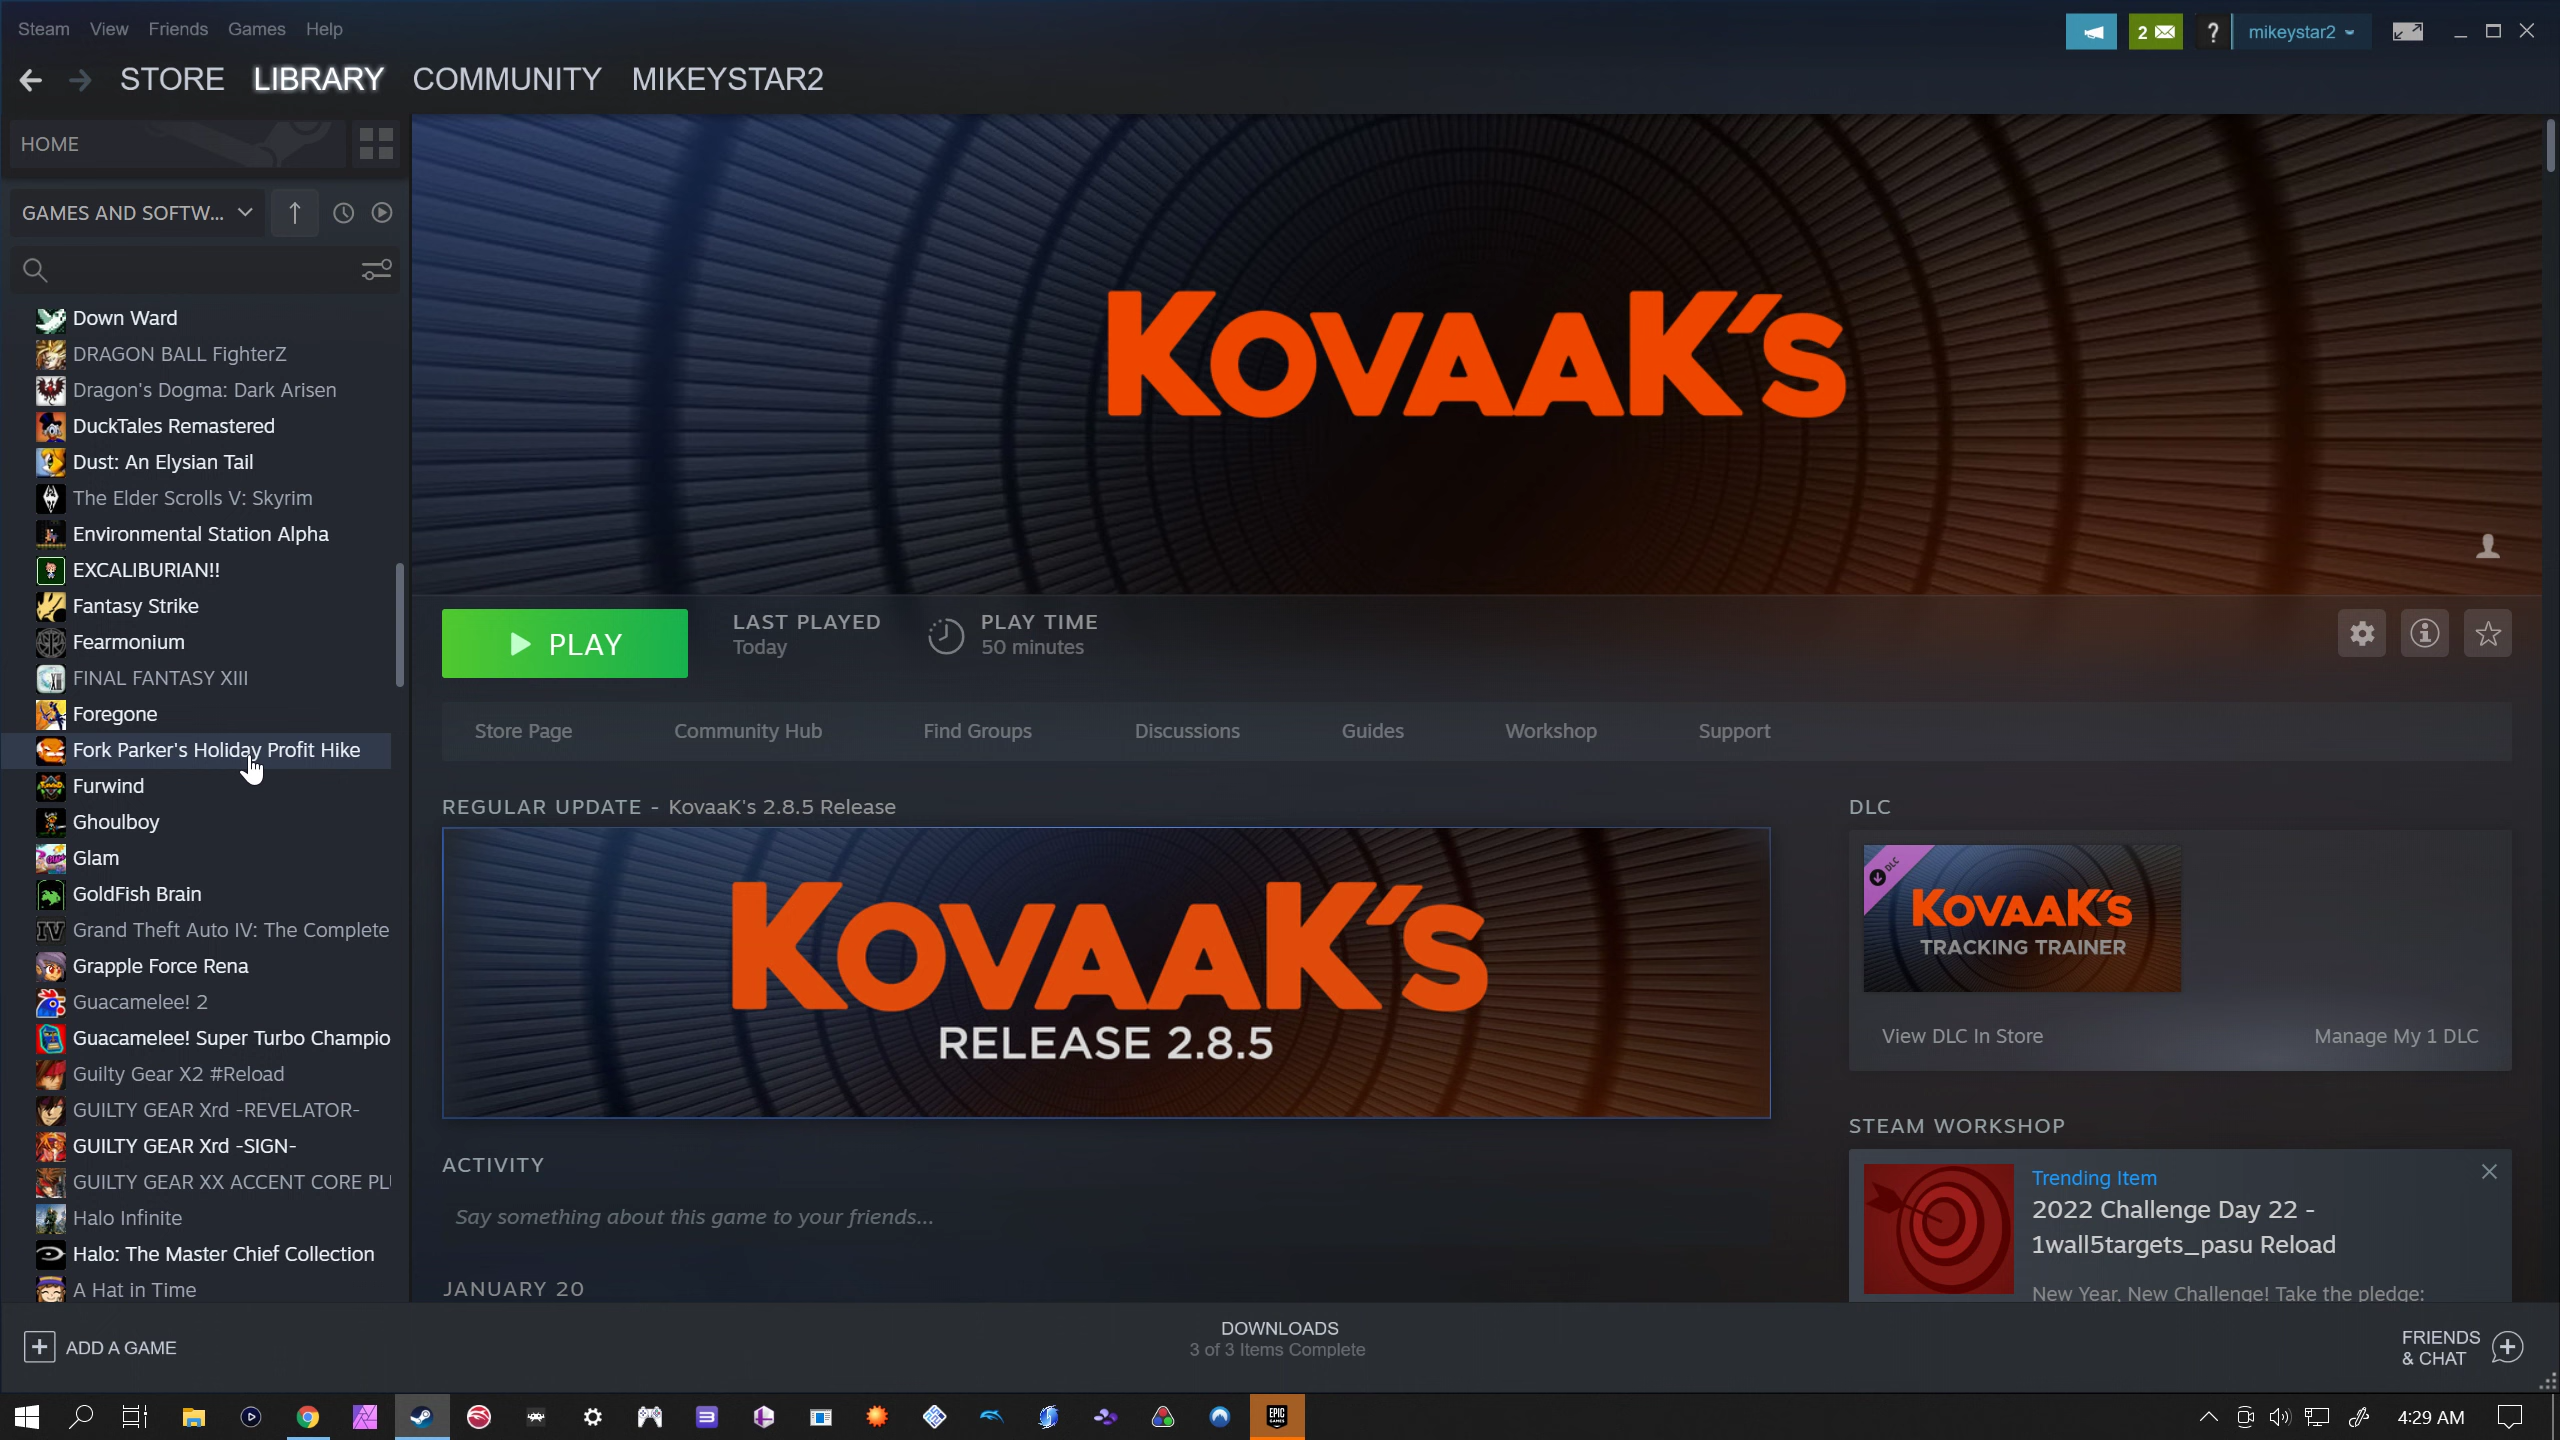 Steam View Friends Games Help
2
?
mikeystar2
STORE LIBRARY COMMUNITY MIKEYSTAR2
HOME
GAMES AND SOFTW...
Down Ward
DRAGON BALL FighterZ
Dragon's Dogma: Dark Arisen
DuckTales Remastered
Dust: An Elysian Tail
The Elder Scrolls V: Skyrim
Environmental Station Alpha
EXCALIBURIAN!!
Fantasy Strike
Fearmonium
FINAL FANTASY XIII
Foregone
Fork Parker's Holiday Profit Hike
Furwind
Ghoulboy
Glam
GoldFish Brain
Grand Theft Auto IV: The Complete
Grapple Force Rena
Guacamelee! 2
Guacamelee! Super Turbo Champio
Guilty Gear X2 #Reload
GUILTY GEAR Xrd -REVELATOR-
GUILTY GEAR Xrd -SIGN-
GUILTY GEAR XX ACCENT CORE PL
Halo Infinite
Halo: The Master Chief Collection
A Hat in Time
ADD A GAME
KOVAAK'S
PLAY
LAST PLAYED
Today
PLAY TIME
50 minutes
Store Page Community Hub Find Groups Discussions Guides Workshop Support
REGULAR UPDATE - KovaaK's 2.8.5 Release
KOVAAK'S
RELEASE 2.8.5
ACTIVITY
Say something about this game to your friends...
JANUARY 20
DLC
DLC
KOVAAK'S
TRACKING TRAINER
View DLC In Store
Manage My 1 DLC
STEAM WORKSHOP
Trending Item
2022 Challenge Day 22 -
1wall5targets_pasu Reload
New Year, New Challenge! Take the pledge:
DOWNLOADS
3 of 3 Items Complete
FRIENDS
& CHAT
EPIC
GAMES
4:29 AM